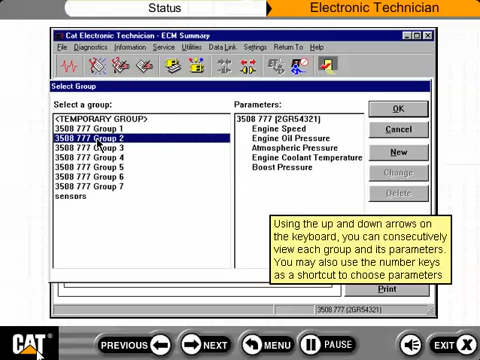 Status
Electronic Technician
Cat Electronic Technician - ECM Summary
File Diagnostics Information Service Utilities Data Link Settings Return To Help
Select Group
Select a group:
<TEMPORARY GROUP>
3508 777 Group 1
3508 777 Group 2
3508 777 Group 3
3508 777 Group 4
3508 777 Group 5
3508 777 Group 6
3508 777 Group 7
sensors
Parameters:
3508 777 (2GR54321)
Engine Speed
Engine Oil Pressure
Atmospheric Pressure
Engine Coolant Temperature
Boost Pressure
OK
Cancel
New
Change
Delete
Using the up and down arrows on
the keyboard, you can consecutively
view each group and its parameters.
You may also use the number keys
as a shortcut to choose parameters
Print
3508 777 (2GR54321)
CAT
PREVIOUS
NEXT
MENU
PAUSE
EXIT